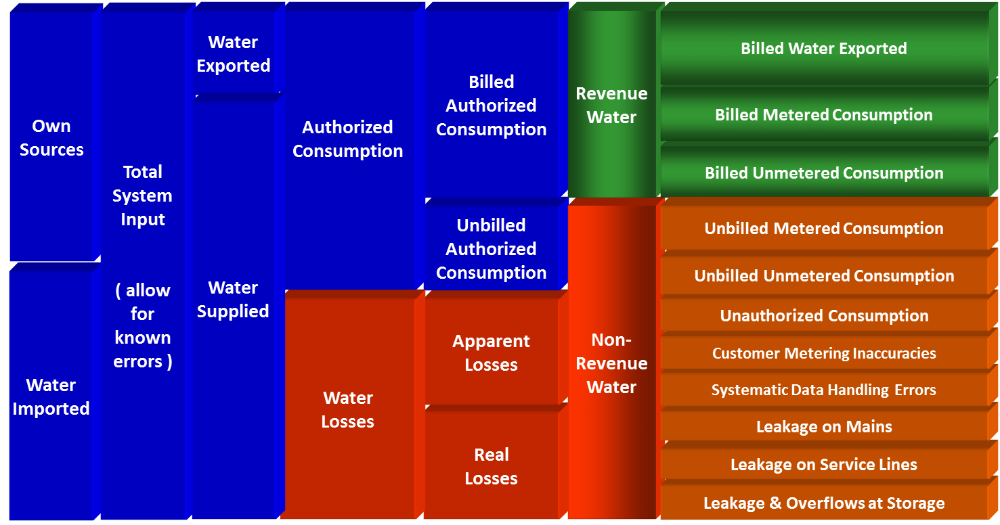 Own
Sources
Water
Imported
Total
System
Input
( allow
for
known
errors )
Water
Exported
Water
Supplied
Authorized
Consumption
Water
Losses
Billed
Authorized
Consumption
Unbilled
Authorized
Consumption
Apparent
Losses
Real
Losses
Revenue
Water
Non-
Revenue
Water
Billed Water Exported
Billed Metered Consumption
Billed Unmetered Consumption
Unbilled Metered Consumption
Unbilled Unmetered Consumption
Unauthorized Consumption
Customer Metering Inaccuracies
Systematic Data Handling Errors
Leakage on Mains
Leakage on Service Lines
Leakage & Overflows at Storage